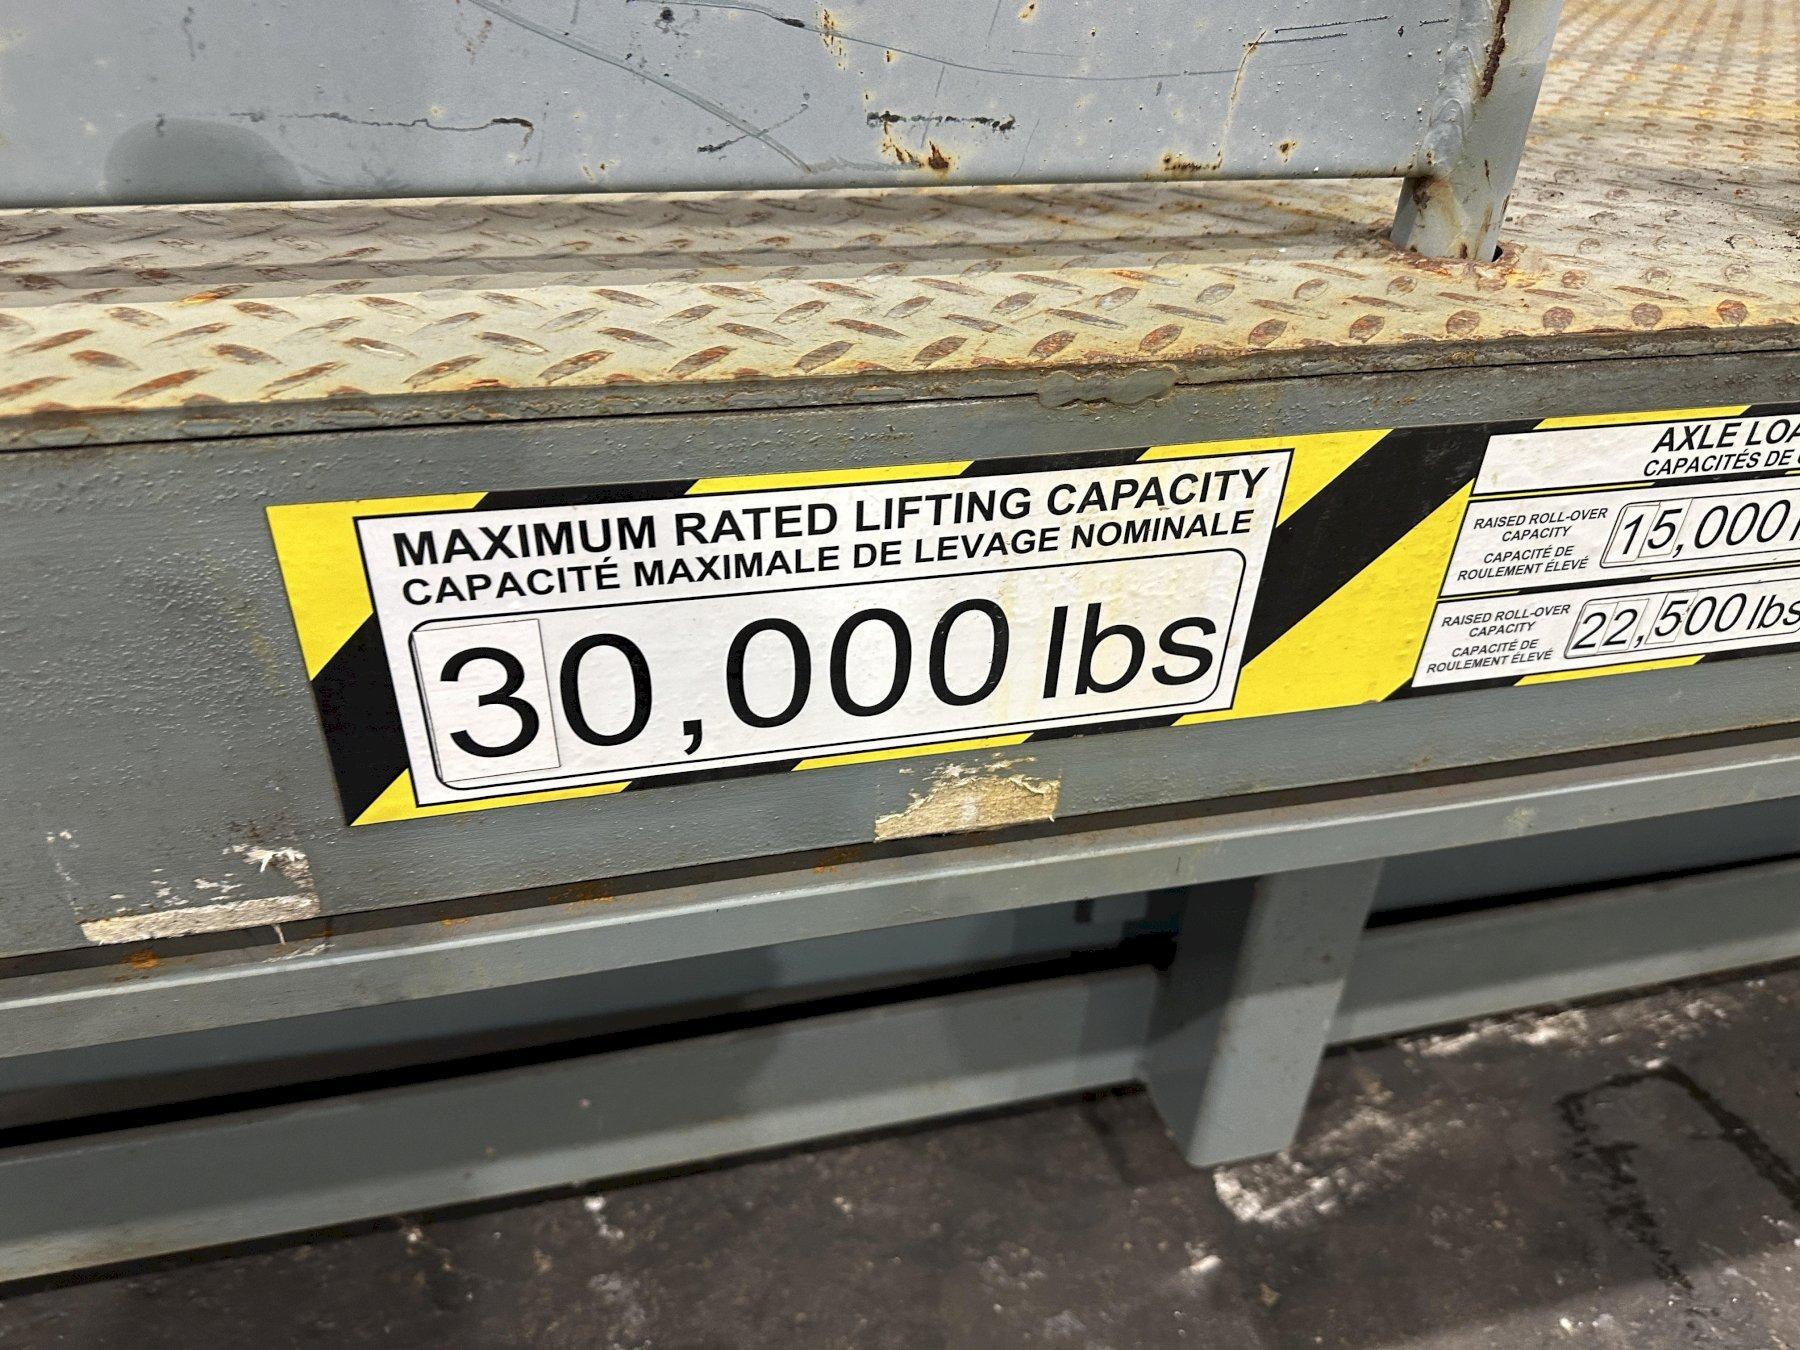 MAXIMUM RATED LIFTING CAPACITY
CAPACITÉ MAXIMALE DE LEVAGE NOMINALE
30,000 lbs
AXLE
CAPACITÉS DE
RAISED ROLL-OVER
CAPACITY
CAPACITÉ DE
ROULEMENT ÉLEVÉ
15,000
RAISED ROLL-OVER
CAPACITY
CAPACITÉ DE
ROULEMENT ÉLEVÉ
22,500 lbs